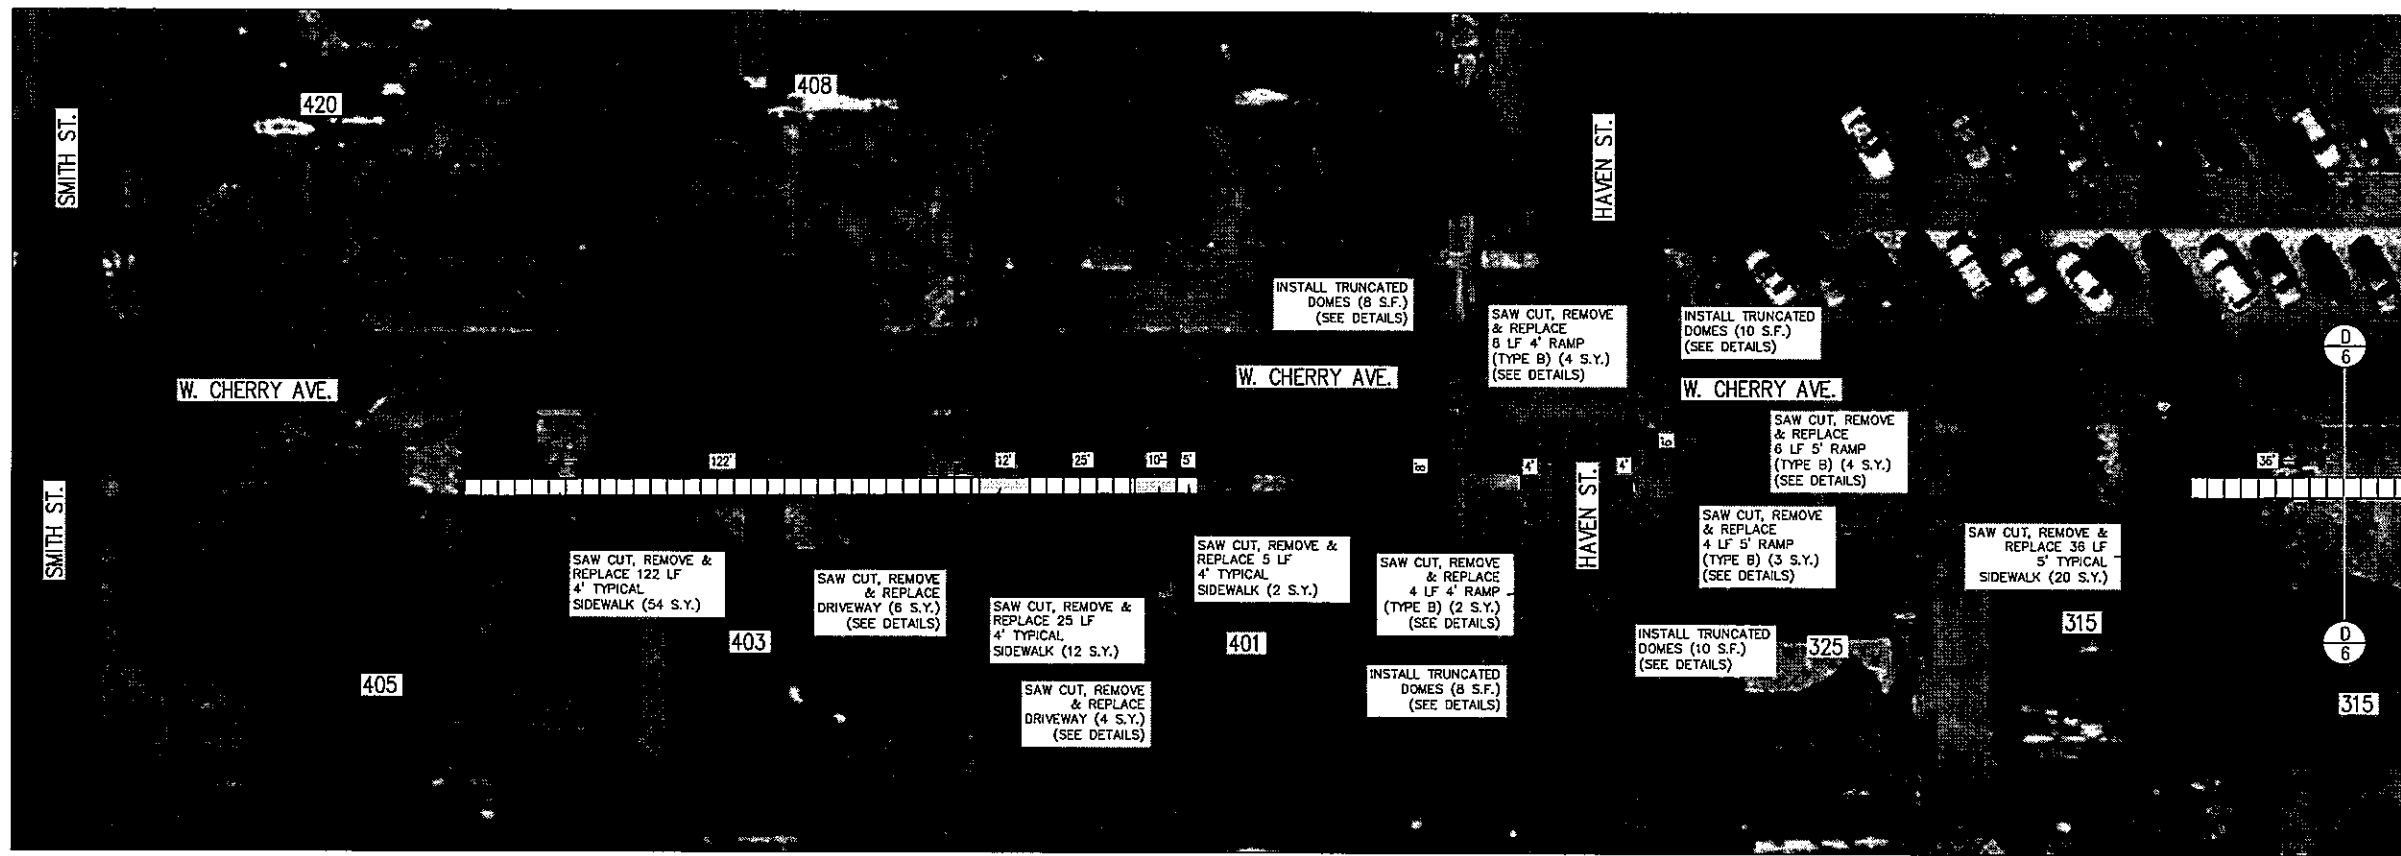 420
408
SMITH ST.
HAVEN ST.
INSTALL TRUNCATED
DOMES (8 S.F.)
(SEE DETAILS)
SAW CUT, REMOVE
& REPLACE
8 LF 4' RAMP
(TYPE B) (4 S.Y.)
(SEE DETAILS)
INSTALL TRUNCATED
DOMES (10 S.F.)
(SEE DETAILS)
D
6
W. CHERRY AVE.
W. CHERRY AVE.
W. CHERRY AVE.
SAW CUT, REMOVE
& REPLACE
6 LF 5' RAMP
(TYPE B) (4 S.Y.)
(SEE DETAILS)
122'
12'
25'
10'
5'
8'
4'
4'
36'
SMITH ST.
HAVEN ST.
SAW CUT, REMOVE &
REPLACE 122 LF
4' TYPICAL
SIDEWALK (54 S.Y.)
SAW CUT, REMOVE
& REPLACE
DRIVEWAY (6 S.Y.)
(SEE DETAILS)
SAW CUT, REMOVE &
REPLACE 25 LF
4' TYPICAL
SIDEWALK (12 S.Y.)
SAW CUT, REMOVE &
REPLACE 5 LF
4' TYPICAL
SIDEWALK (2 S.Y.)
SAW CUT, REMOVE
& REPLACE
4 LF 4' RAMP
(TYPE B) (2 S.Y.)
(SEE DETAILS)
SAW CUT, REMOVE
& REPLACE
4 LF 5' RAMP
(TYPE B) (3 S.Y.)
(SEE DETAILS)
SAW CUT, REMOVE &
REPLACE 36 LF
5' TYPICAL
SIDEWALK (20 S.Y.)
403
401
INSTALL TRUNCATED
DOMES (10 S.F.)
(SEE DETAILS)
325
315
D
6
405
SAW CUT, REMOVE
& REPLACE
DRIVEWAY (4 S.Y.)
(SEE DETAILS)
INSTALL TRUNCATED
DOMES (8 S.F.)
(SEE DETAILS)
315